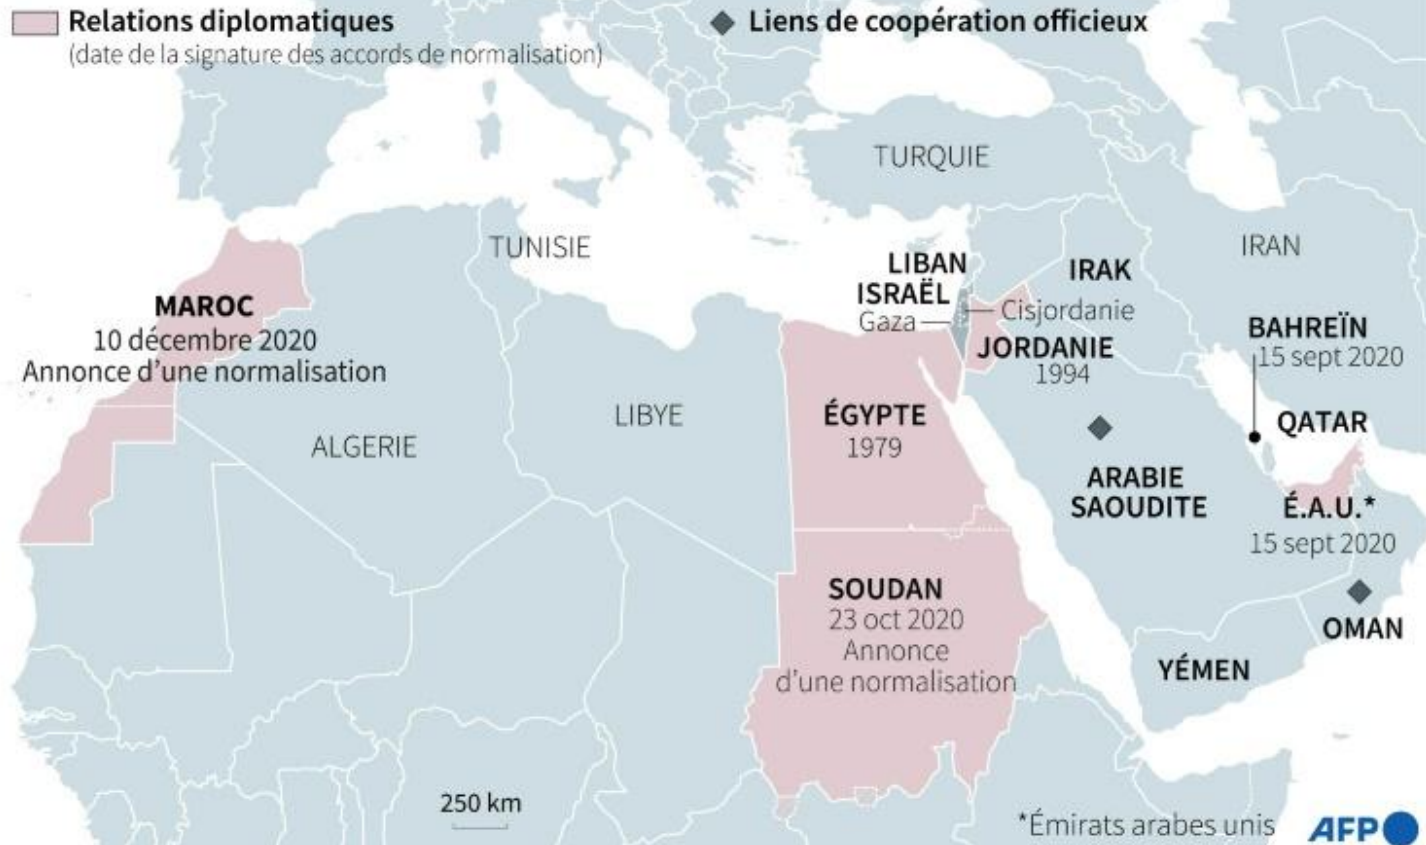 Relations diplomatiques
(date de la signature des accords de normalisation)
Liens de coopération officieux
TURQUIE
TUNISIE
IRAN
LIBAN
ISRAËL
Gaza
IRAK
Cisjordanie
MAROC
10 décembre 2020
Annonce d'une normalisation
BAHREÏN
15 sept 2020
JORDANIE
1994
LIBYE
ÉGYPTE
1979
QATAR
ALGERIE
ARABIE
SAOUDITE
É.A.U.*
15 sept 2020
SOUDAN
23 oct 2020
Annonce
d'une normalisation
OMAN
YÉMEN
250 km
*Émirats arabes unis
AFP